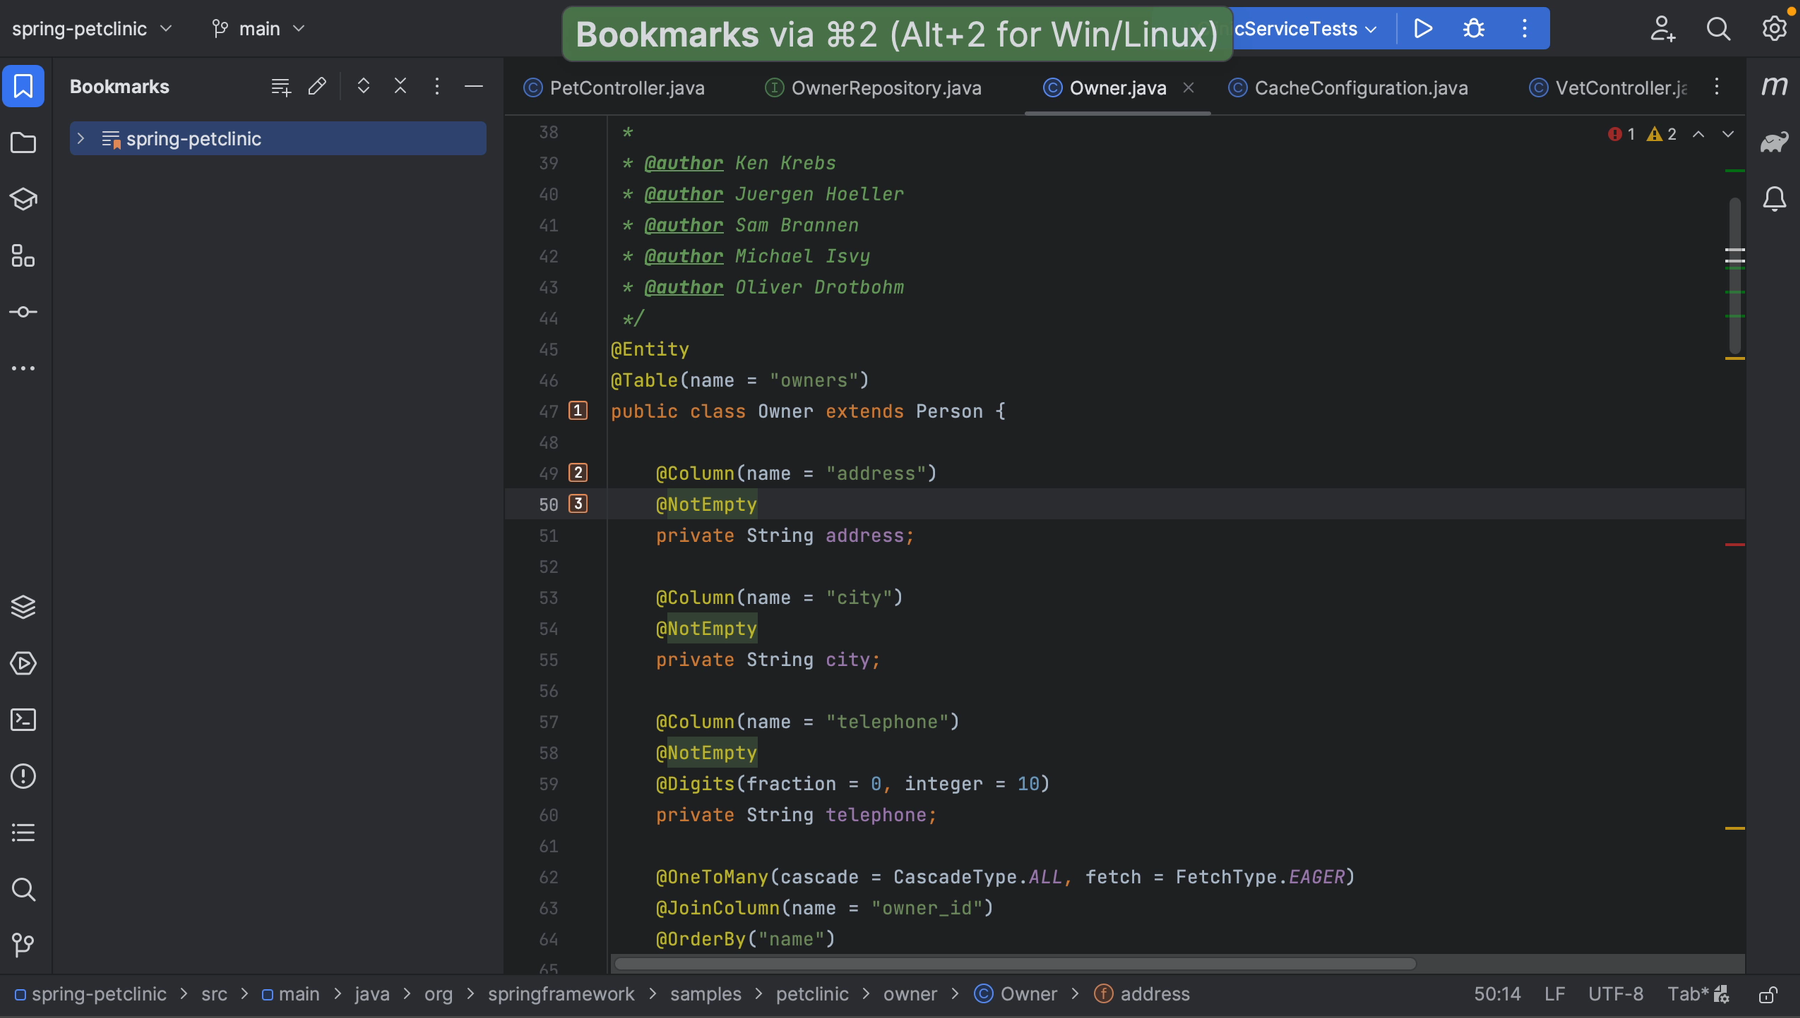 spring-petclinic
main
Bookmarks via ⌘2 (Alt+2 for Win/Linux)
cServiceTests
Bookmarks
spring-petclinic
PetController.java
OwnerRepository.java
Owner.java
CacheConfiguration.java
VetController.ja
1 2
38 *
39 * @author Ken Krebs
40 * @author Juergen Hoeller
41 * @author Sam Brannen
42 * @author Michael Isvy
43 * @author Oliver Drotbohm
44 */
45 @Entity
46 @Table(name = "owners")
47 1 public class Owner extends Person {
48
49 2 @Column(name = "address")
50 3 @NotEmpty
51 private String address;
52
53 @Column(name = "city")
54 @NotEmpty
55 private String city;
56
57 @Column(name = "telephone")
58 @NotEmpty
59 @Digits(fraction = 0, integer = 10)
60 private String telephone;
61
62 @OneToMany(cascade = CascadeType.ALL, fetch = FetchType.EAGER)
63 @JoinColumn(name = "owner_id")
64 @OrderBy("name")
65
spring-petclinic > src > main > java > org > springframework > samples > petclinic > owner > Owner > address
50:14 LF UTF-8 Tab*